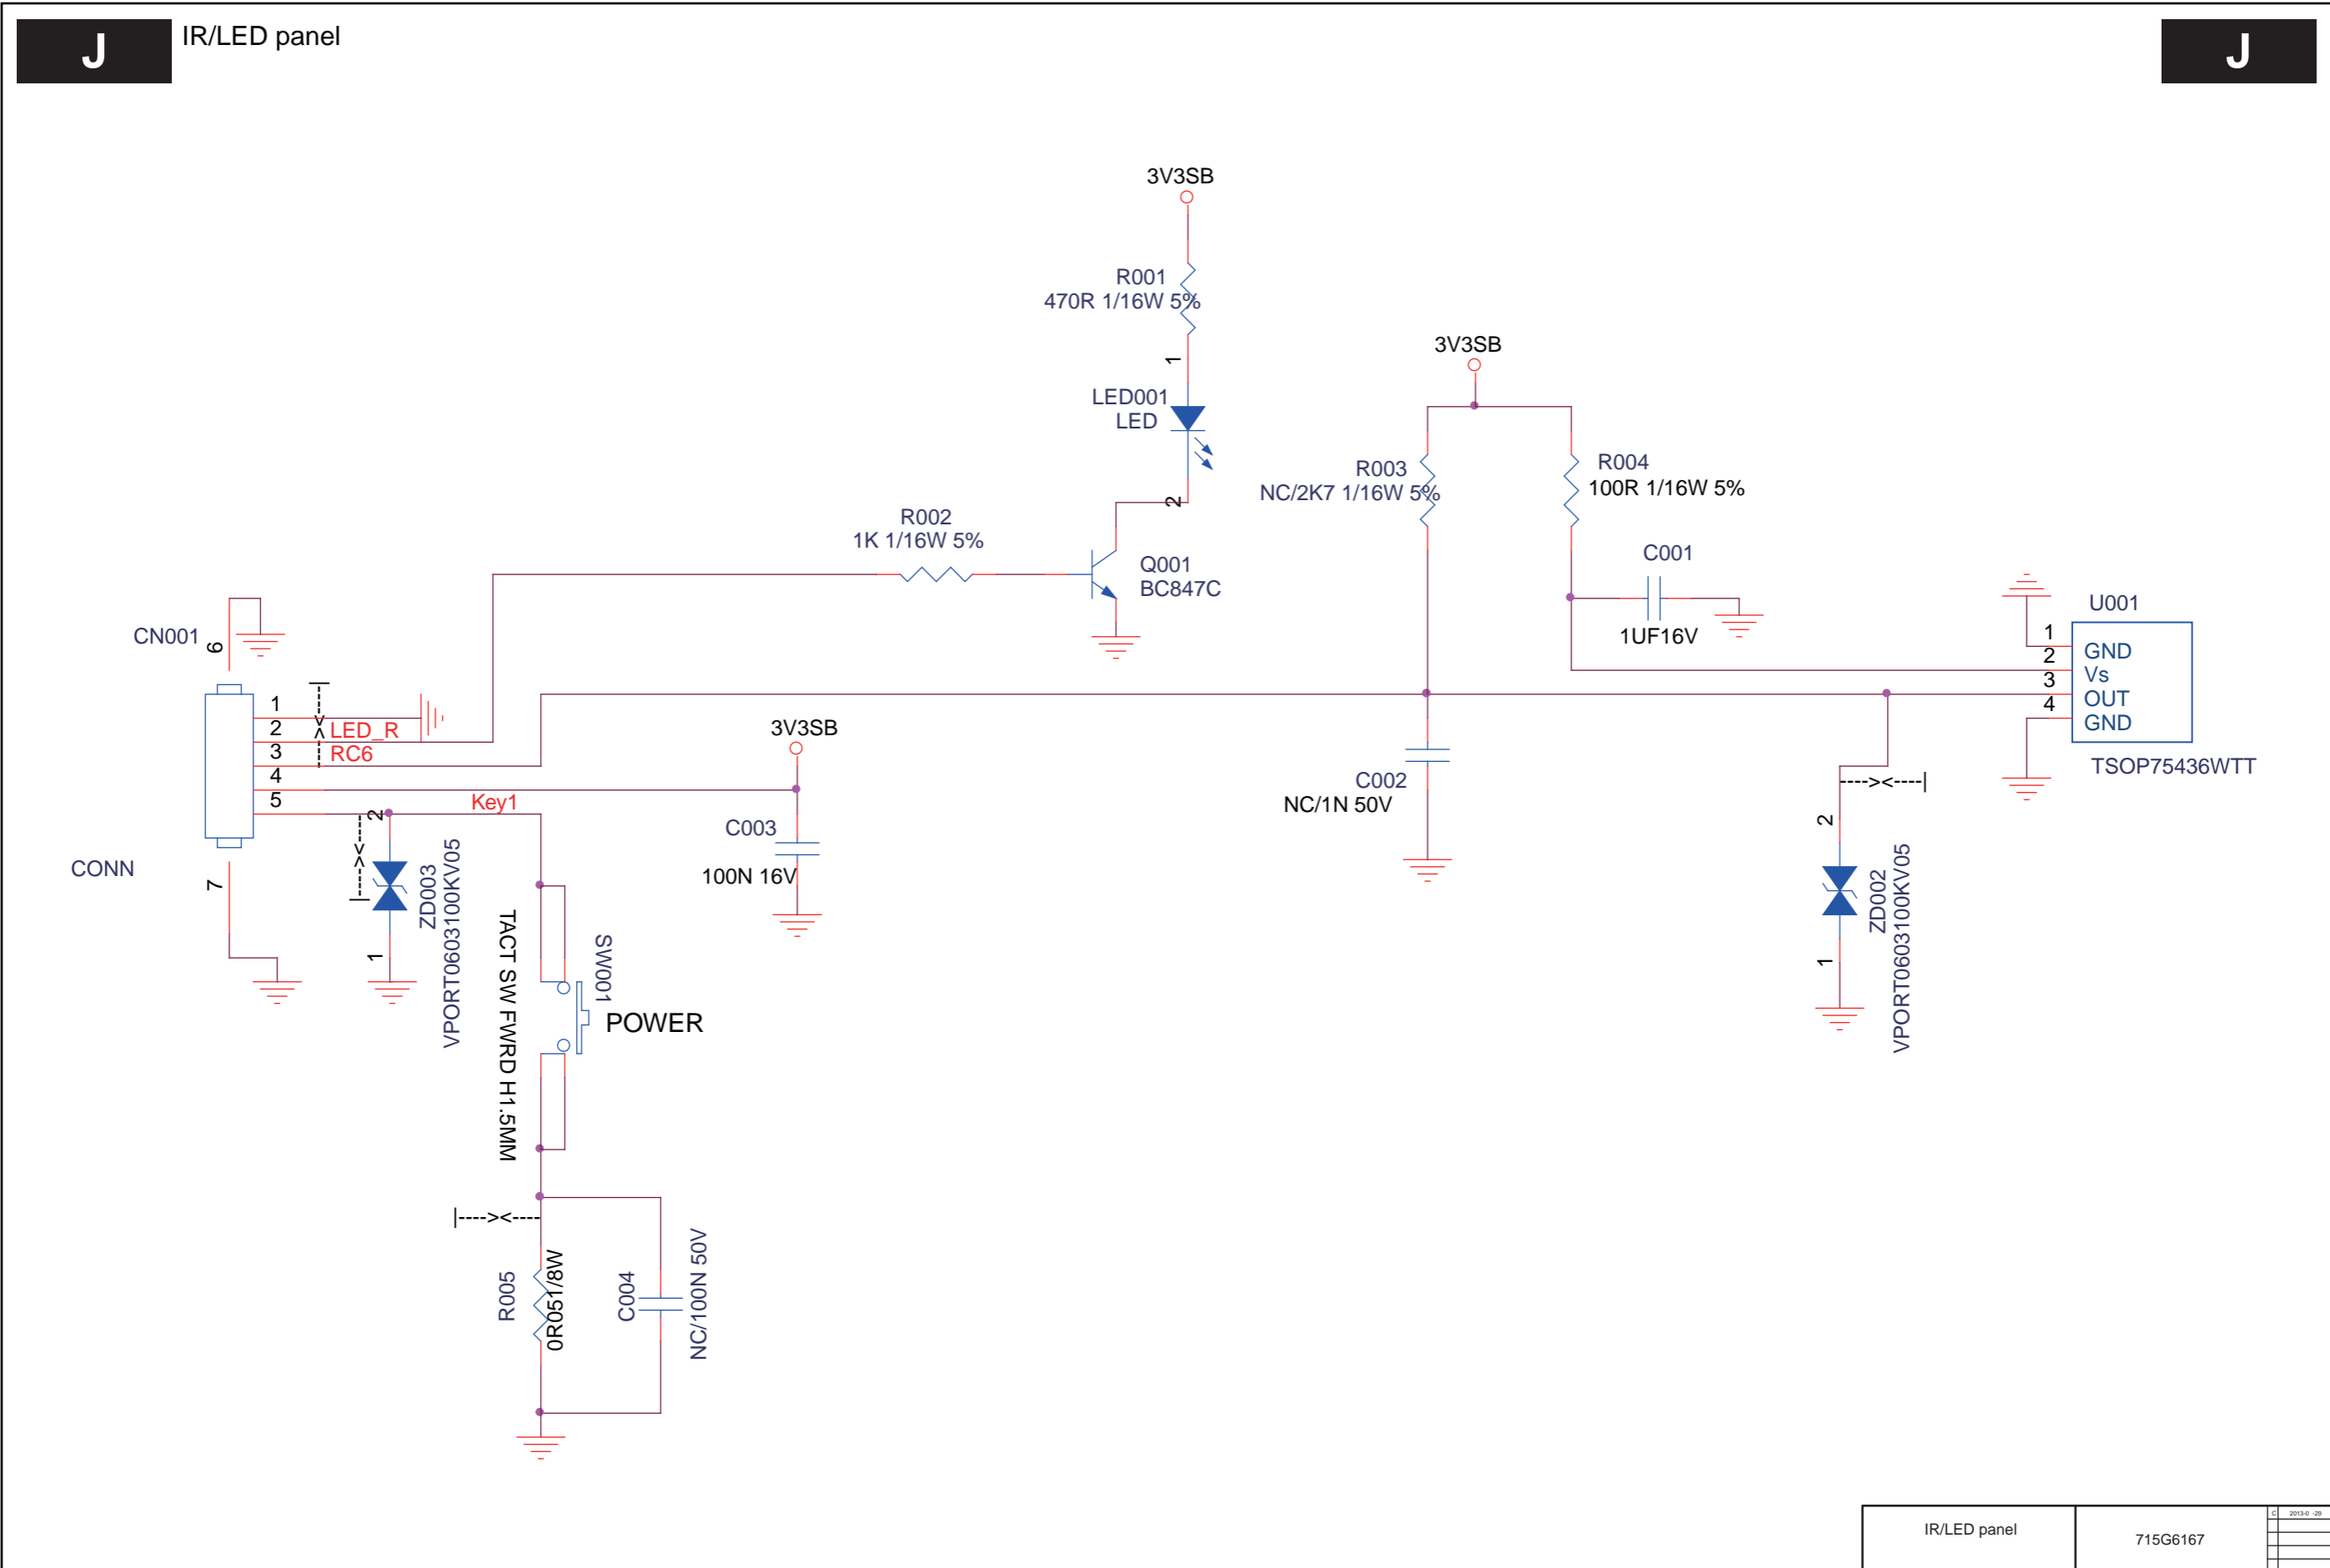 J
IR/LED panel
J
3V3SB
R001
470R 1/16W 5%
1
LED001
LED
2
3V3SB
R003
NC/2K7 1/16W 5%
R004
100R 1/16W 5%
R002
1K 1/16W 5%
Q001
BC847C
C001
1UF16V
U001
1
2
3
4
GND
Vs
OUT
GND
TSOP75436WTT
CN001
6
1
2
3
4
5
LED_R
RC6
Key1
7
CONN
3V3SB
C003
100N 16V
C002
NC/1N 50V
2
ZD003
VPORT0603100KV05
1
2
ZD002
VPORT0603100KV05
1
TACT SW FWRD H1.5MM
SW001
POWER
R005
0R051/8W
C004
NC/100N 50V
IR/LED panel
715G6167
C